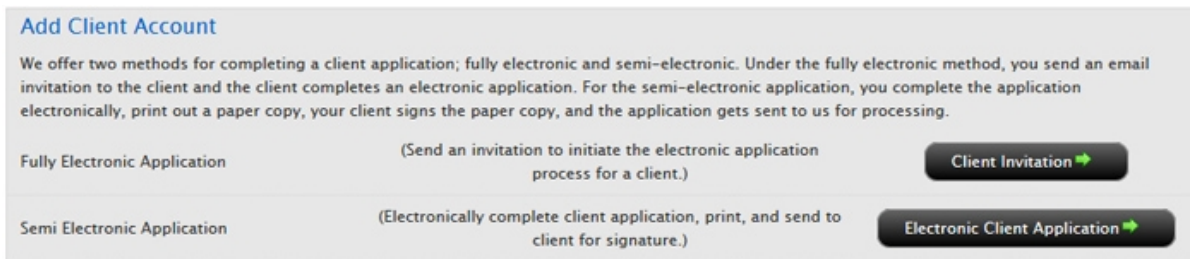 Add Client Account
We offer two methods for completing a client application; fully electronic and semi-electronic. Under the fully electronic method, you send an email
invitation to the client and the client completes an electronic application. For the semi-electronic application, you complete the application
electronically, print out a paper copy, your client signs the paper copy, and the application gets sent to us for processing.
Fully Electronic Application
(Send an invitation to initiate the electronic application
process for a client.)
Client Invitation
Semi Electronic Application
(Electronically complete client application, print, and send to
client for signature.)
Electronic Client Application